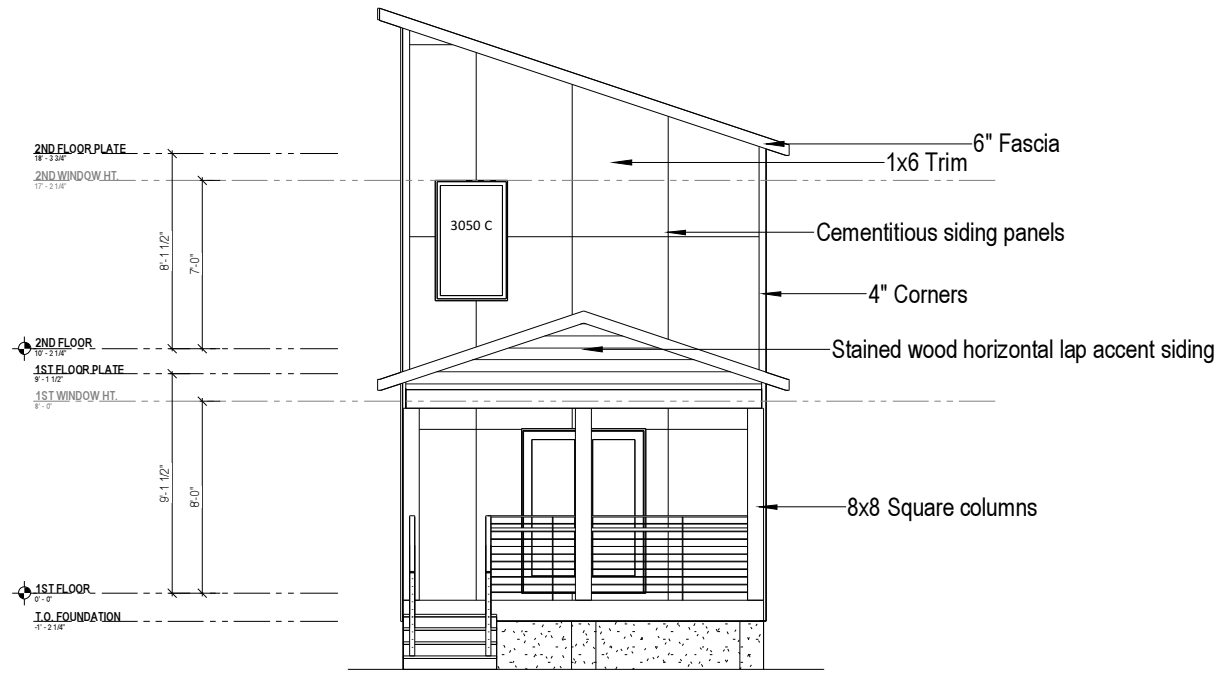 6" Fascia
2ND FLOOR PLATE
18' - 3 3/4"
1x6 Trim
2ND WINDOW HT.
17' - 2 1/4"
3050 C
Cementitious siding panels
8'-1 1/2"
7'-0"
4" Corners
2ND FLOOR
10' - 2 1/4"
Stained wood horizontal lap accent siding
1ST FLOOR PLATE
9' - 1 1/2"
1ST WINDOW HT.
8' - 0"
9'-1 1/2"
8'-0"
8x8 Square columns
1ST FLOOR
0' - 0"
T.O. FOUNDATION
-1' - 2 1/4"